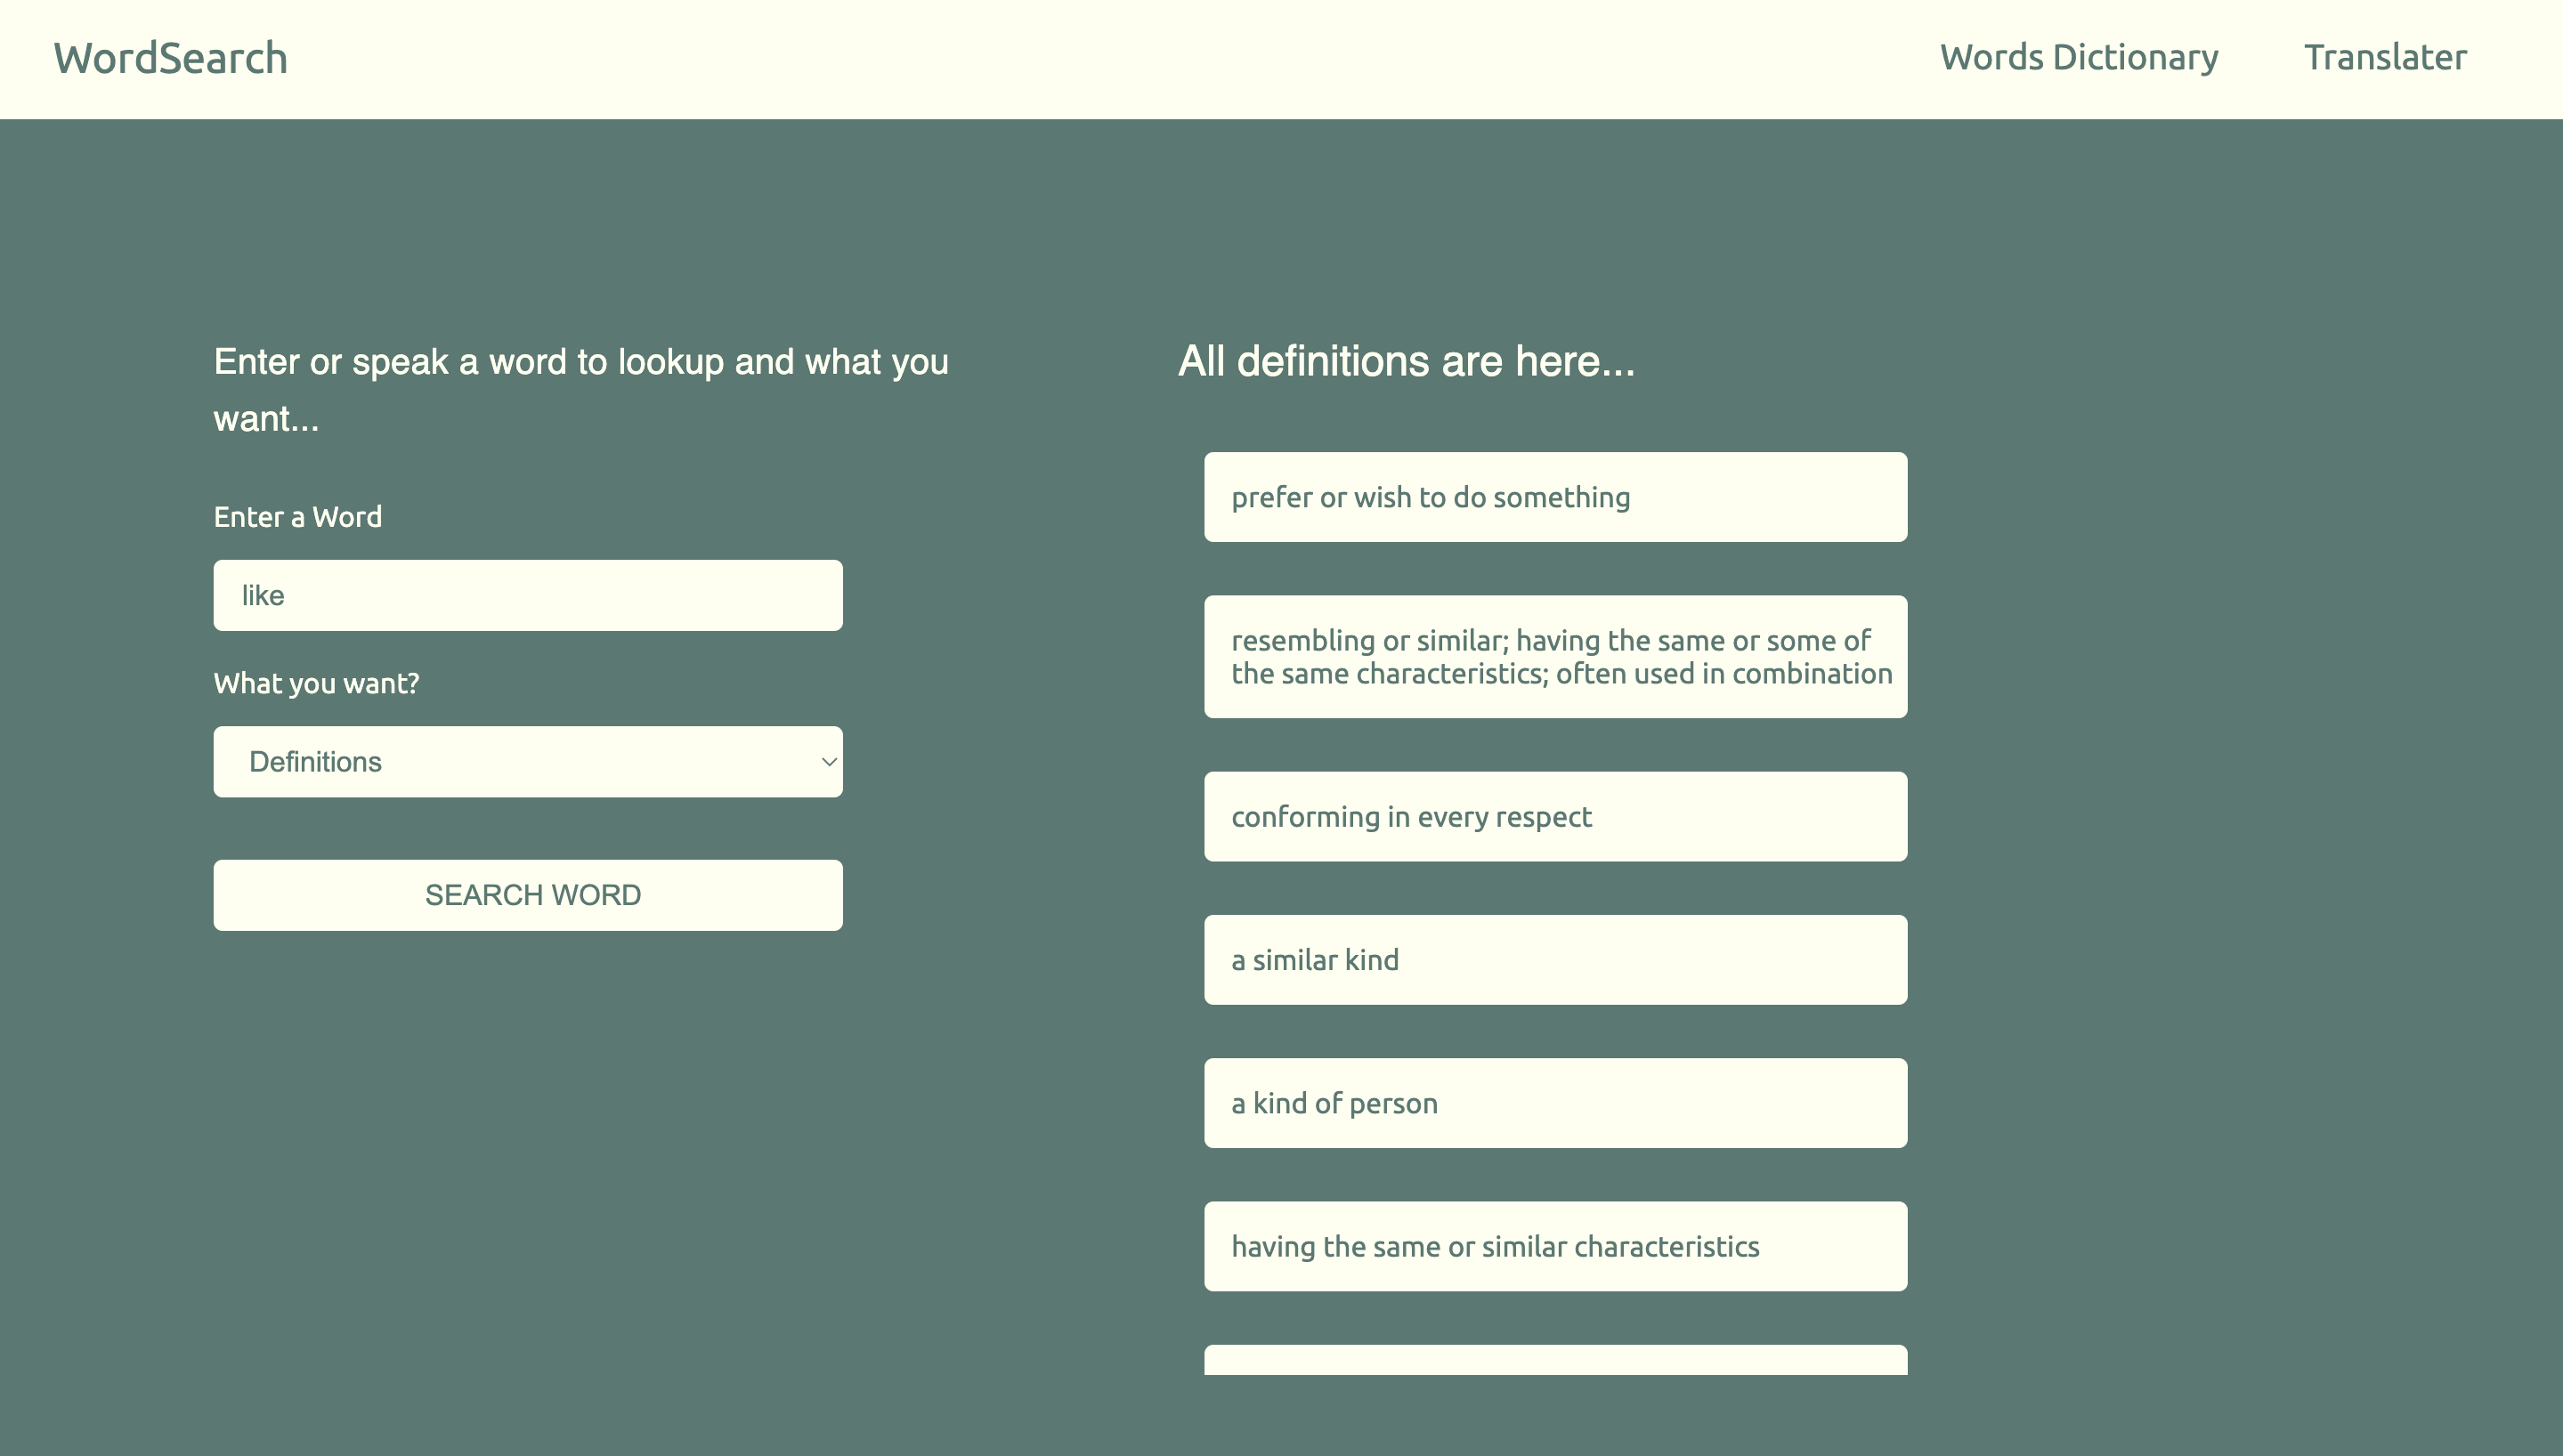 WordSearch
Words Dictionary
Translater
Enter or speak a word to lookup and what you
want...
Enter a Word
like
What you want?
Definitions
SEARCH WORD
All definitions are here...
prefer or wish to do something
resembling or similar; having the same or some of
the same characteristics; often used in combination
conforming in every respect
a similar kind
a kind of person
having the same or similar characteristics